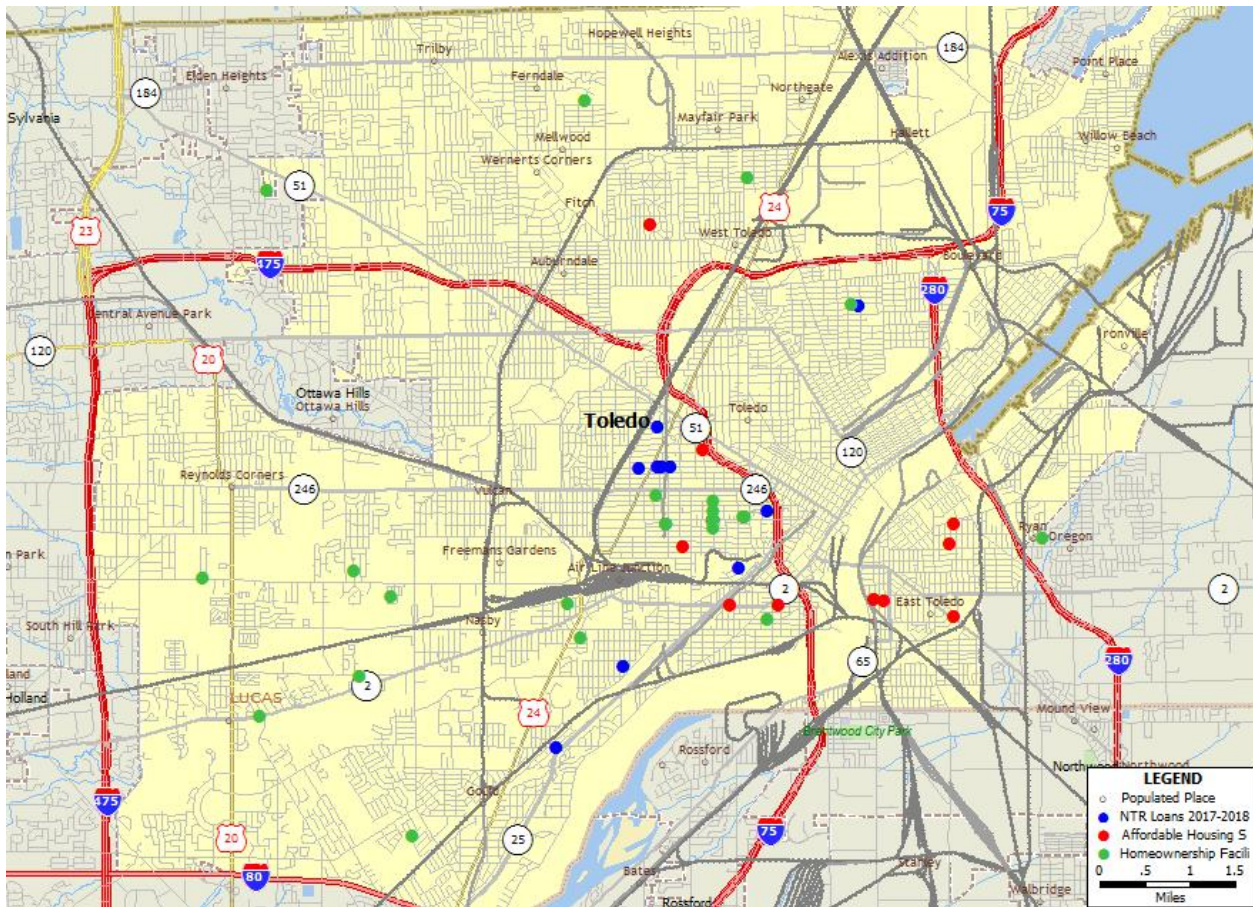 Hopewell Heights
Trilby
184
Alexis Addition
Point Place
Elden Heights
Ferndale
Northgate
184
Sylvania
Mayfair Park
Mellwood
Hallett
Willow Beach
Wernerts Corners
51
Fitch
24
75
23
West Toledo
475
Auburndale
Boulevard
280
Central Avenue Park
Ironville
120
20
Ottawa Hills
Ottawa Hills
Toledo
Toledo
51
120
Reynolds Corners
246
Vulcan
246
Ryan
Oregon
n Park
Freemans Gardens
Air Line Junction
2
2
East Toledo
South Hill Park
Nasby
65
280
land
Holland
LUCAS
2
24
Mound View
Brentwood City Park
Rossford
Northwood
Northwood
Gould
475
20
25
75
80
Bates
Stanley
Walbridge
Rossford
LEGEND
Populated Place
NTR Loans 2017-2018
Affordable Housing S
Homeownership Facili
0 .5 1 1.5
Miles